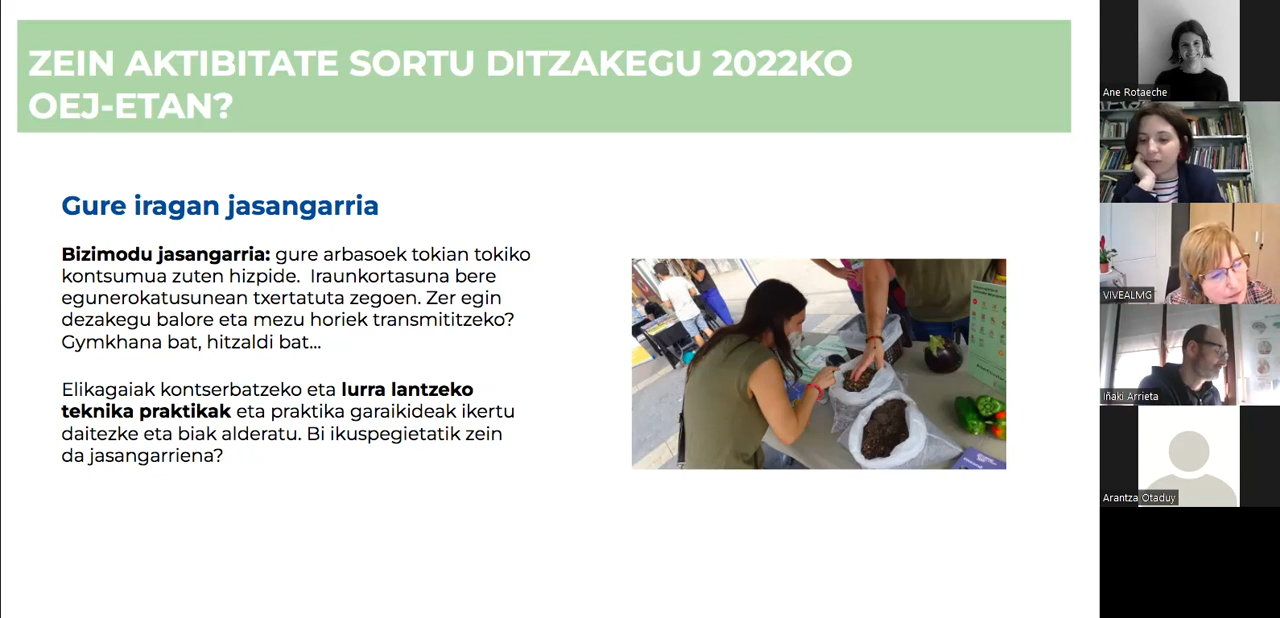 ZEIN AKTIBITATE SORTU DITZAKEGU 2022KO
OEJ-ETAN?
Gure iragan jasangarria
Bizimodu jasangarria: gure arbasoek tokian tokiko
kontsumua zuten hizpide. Iraunkortasuna bere
egunerokatusunean txertatuta zegoen. Zer egin
dezakegu balore eta mezu horiek transmititzeko?
Gymkhana bat, hitzaldi bat...
Elikagaiak kontserbatzeko eta lurra lantzeko
teknika praktikak eta praktika garaikideak ikertu
daitezke eta biak alderatu. Bi ikuspegietatik zein
da jasangarriena?
Ane Rotaeche
VIVEALMG
Iñaki Arrieta
Arantza Otaduy